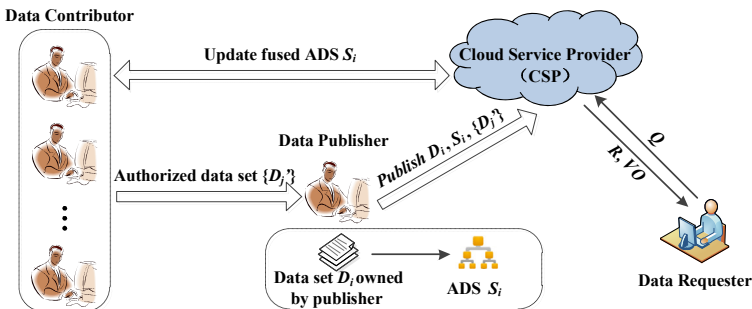 Data Contributor
Update fused ADS Si
Cloud Service Provider
（CSP）
Data Publisher
Authorized data set {Dj'}
Publish Di, Si, {Dj'}
Q
R, VO
Data set Di owned
by publisher
ADS Si
Data Requester